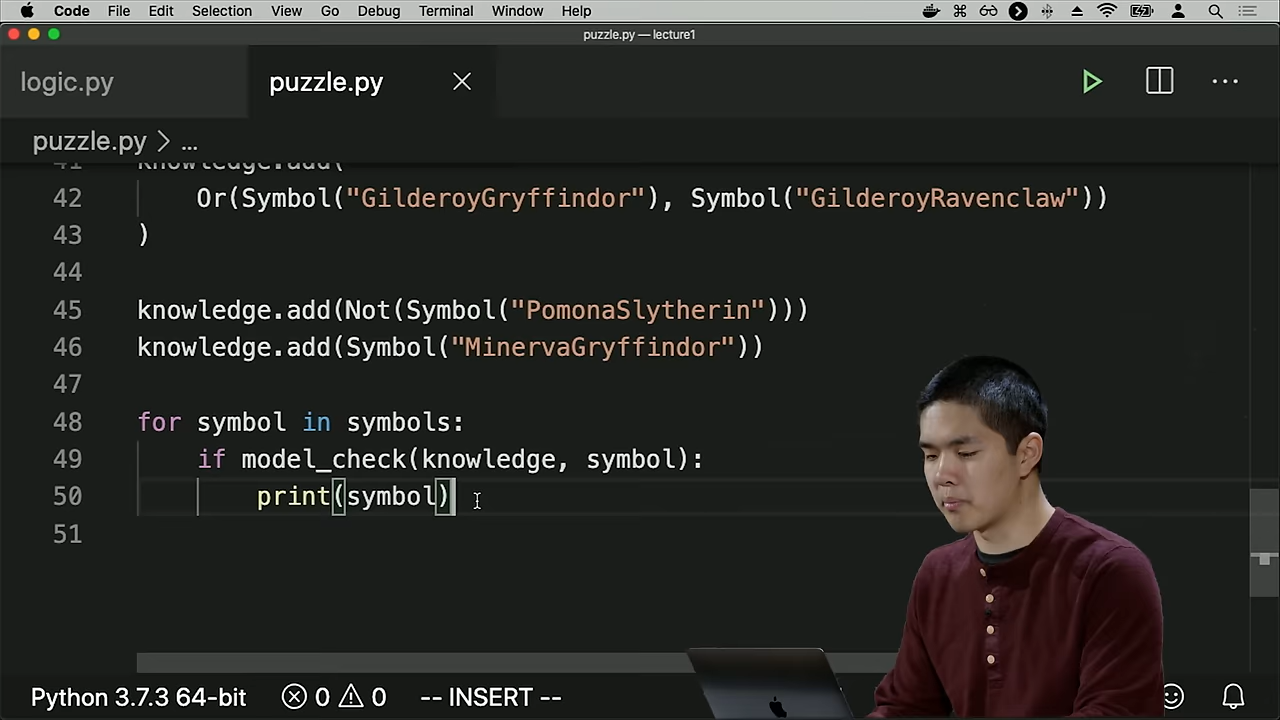 Code File Edit Selection View Go Debug Terminal Window Help
puzzle.py — lecture1
logic.py puzzle.py
puzzle.py > ...
41 knowledge.add(
42 Or(Symbol("GilderoyGryffindor"), Symbol("GilderoyRavenclaw"))
43 )
44
45 knowledge.add(Not(Symbol("PomonaSlytherin")))
46 knowledge.add(Symbol("MinervaGryffindor"))
47
48 for symbol in symbols:
49 if model_check(knowledge, symbol):
50 print(symbol)
51
Python 3.7.3 64-bit 0 0 -- INSERT --